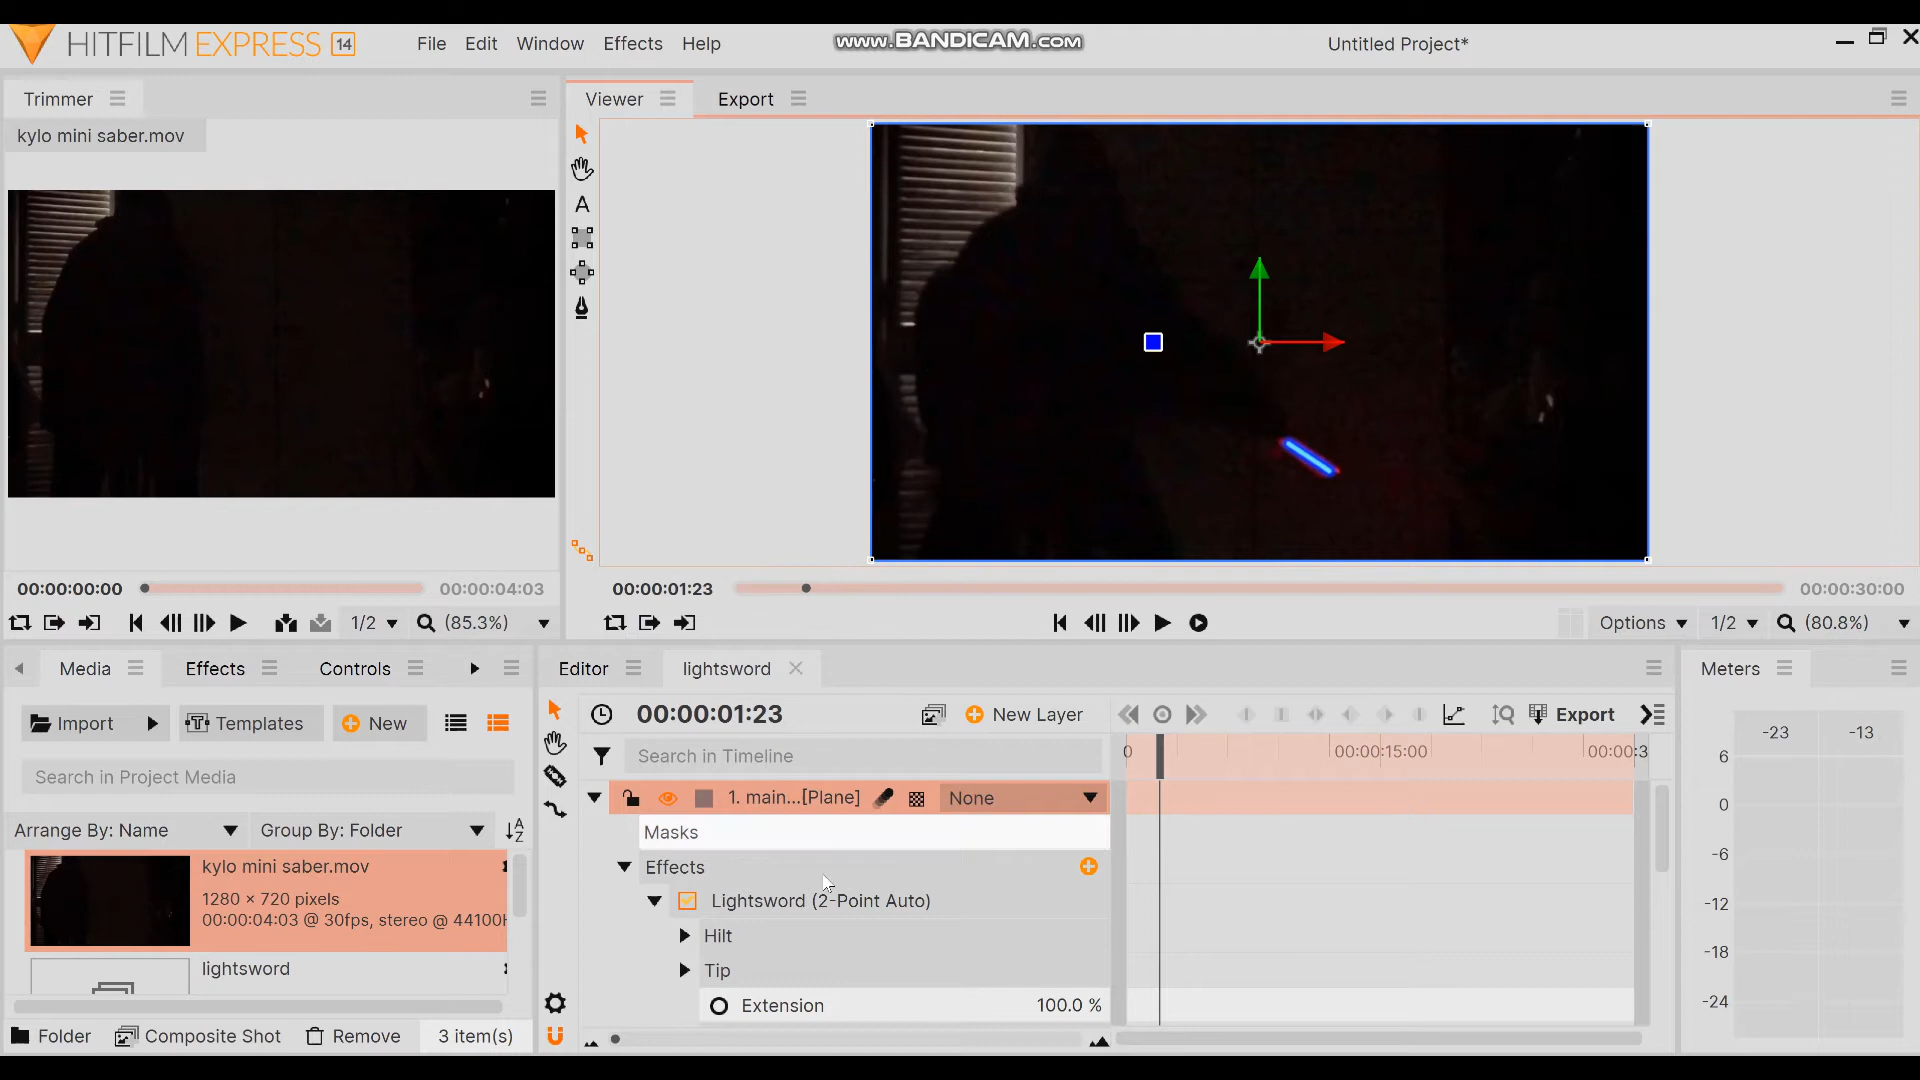 HITFILM EXPRESS 14
File Edit Window Effects Help
www.BANDICAM.com
Untitled Project*
Trimmer
Viewer
Export
kylo mini saber.mov
A
00:00:00:00
00:00:04:03
00:00:01:23
00:00:30:00
1/2
(85.3%)
Options
1/2
(80.8%)
Media
Effects
Controls
Editor
lightsword
Meters
Import
Templates
New
00:00:01:23
New Layer
Export
-23
-13
Search in Project Media
Search in Timeline
0
00:00:15:00
00:00:3
6
0
-6
-12
-18
-24
1. main...[Plane]
None
Arrange By: Name
Group By: Folder
Masks
kylo mini saber.mov
1280 × 720 pixels
00:00:04:03 @ 30fps, stereo @ 44100H
Effects
Lightsword (2-Point Auto)
Hilt
lightsword
Tip
Extension
100.0 %
Folder
Composite Shot
Remove
3 item(s)